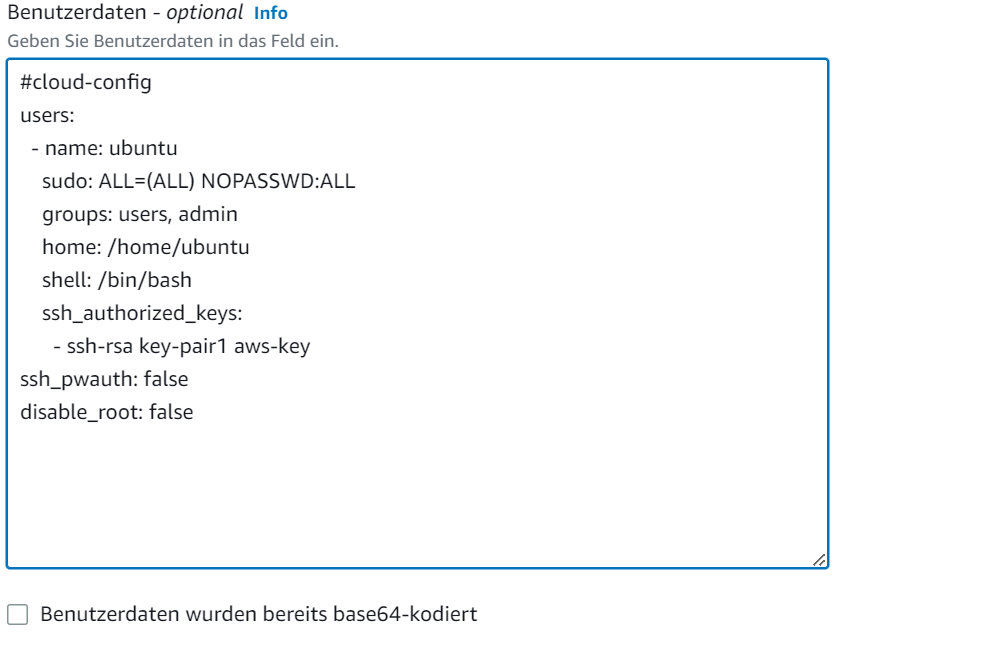 Benutzerdaten - optional Info
Geben Sie Benutzerdaten in das Feld ein.
#cloud-config
users:
  - name: ubuntu
    sudo: ALL=(ALL) NOPASSWD:ALL
    groups: users, admin
    home: /home/ubuntu
    shell: /bin/bash
    ssh_authorized_keys:
      - ssh-rsa key-pair1 aws-key
ssh_pwauth: false
disable_root: false
Benutzerdaten wurden bereits base64-kodiert